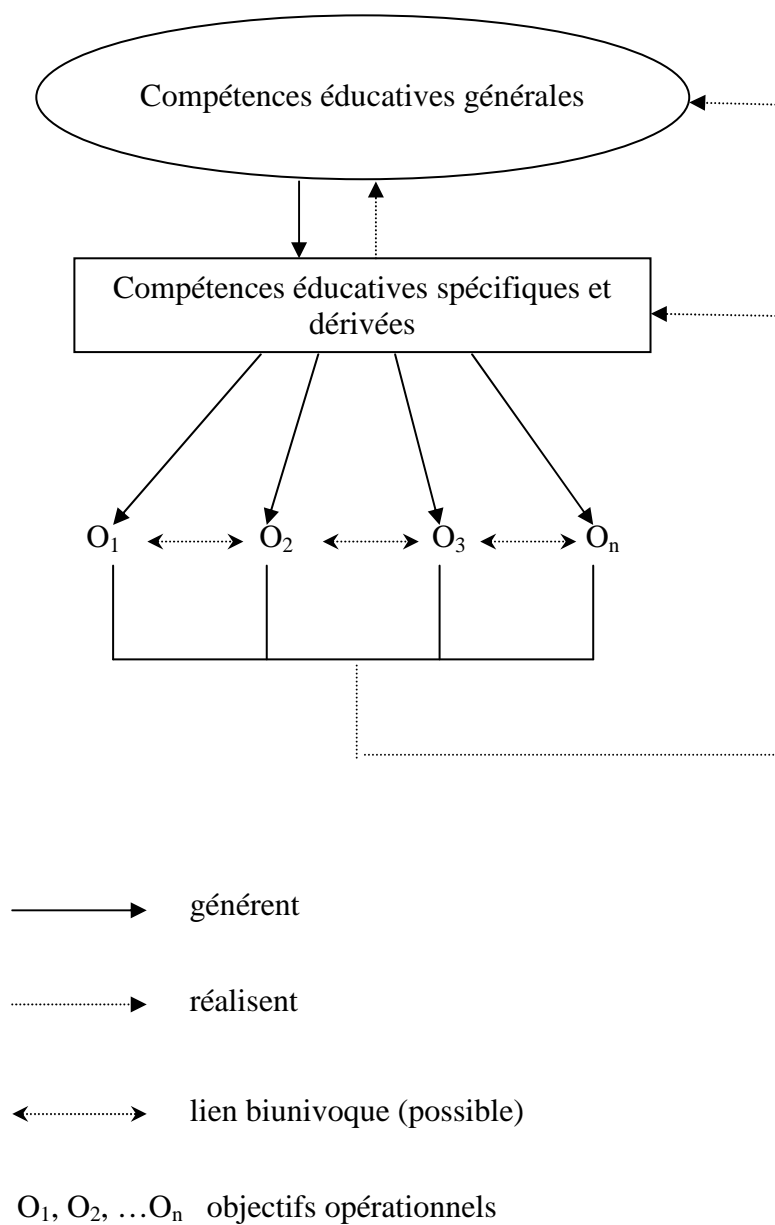 Compétences éducatives générales
Compétences éducatives spécifiques et
dérivées
O₁ O₂ O₃ Oₙ
générent
réalisent
lien biunivoque (possible)
O₁, O₂, …Oₙ objectifs opérationnels